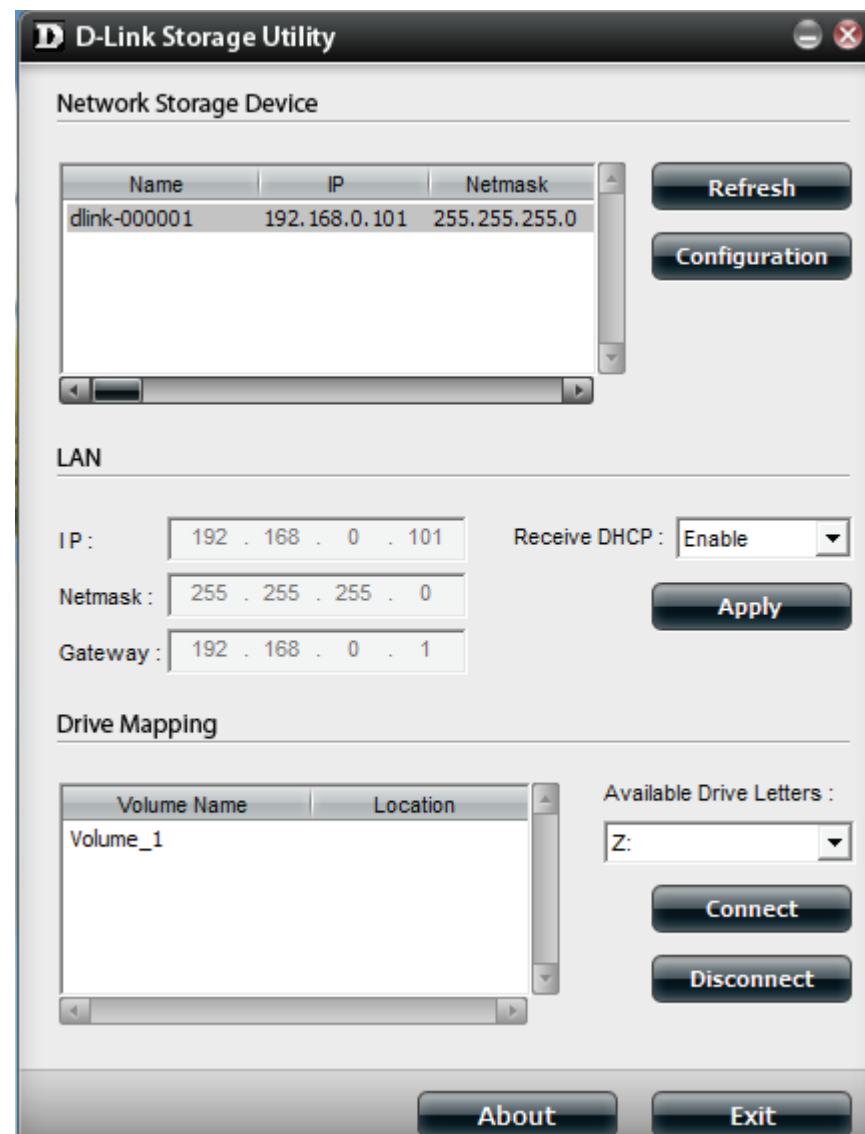 D-Link Storage Utility
Network Storage Device
Name IP Netmask
dlink-000001 192.168.0.101 255.255.255.0
Refresh
Configuration
LAN
IP : 192 . 168 . 0 . 101 Receive DHCP : Enable
Netmask : 255 . 255 . 255 . 0 Apply
Gateway : 192 . 168 . 0 . 1
Drive Mapping
Volume Name Location
Volume_1
Available Drive Letters :
Z:
Connect
Disconnect
About Exit